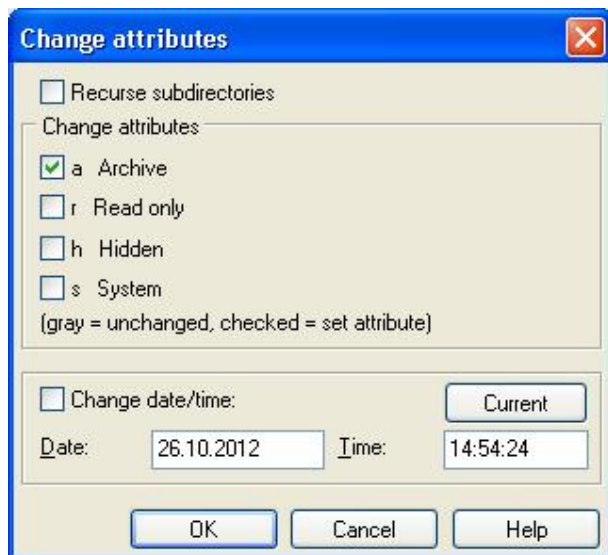 Change attributes
Recurse subdirectories
Change attributes
a Archive
r Read only
h Hidden
s System
(gray = unchanged, checked = set attribute)
Change date/time:
Current
Date: 26.10.2012 Time: 14:54:24
OK Cancel Help